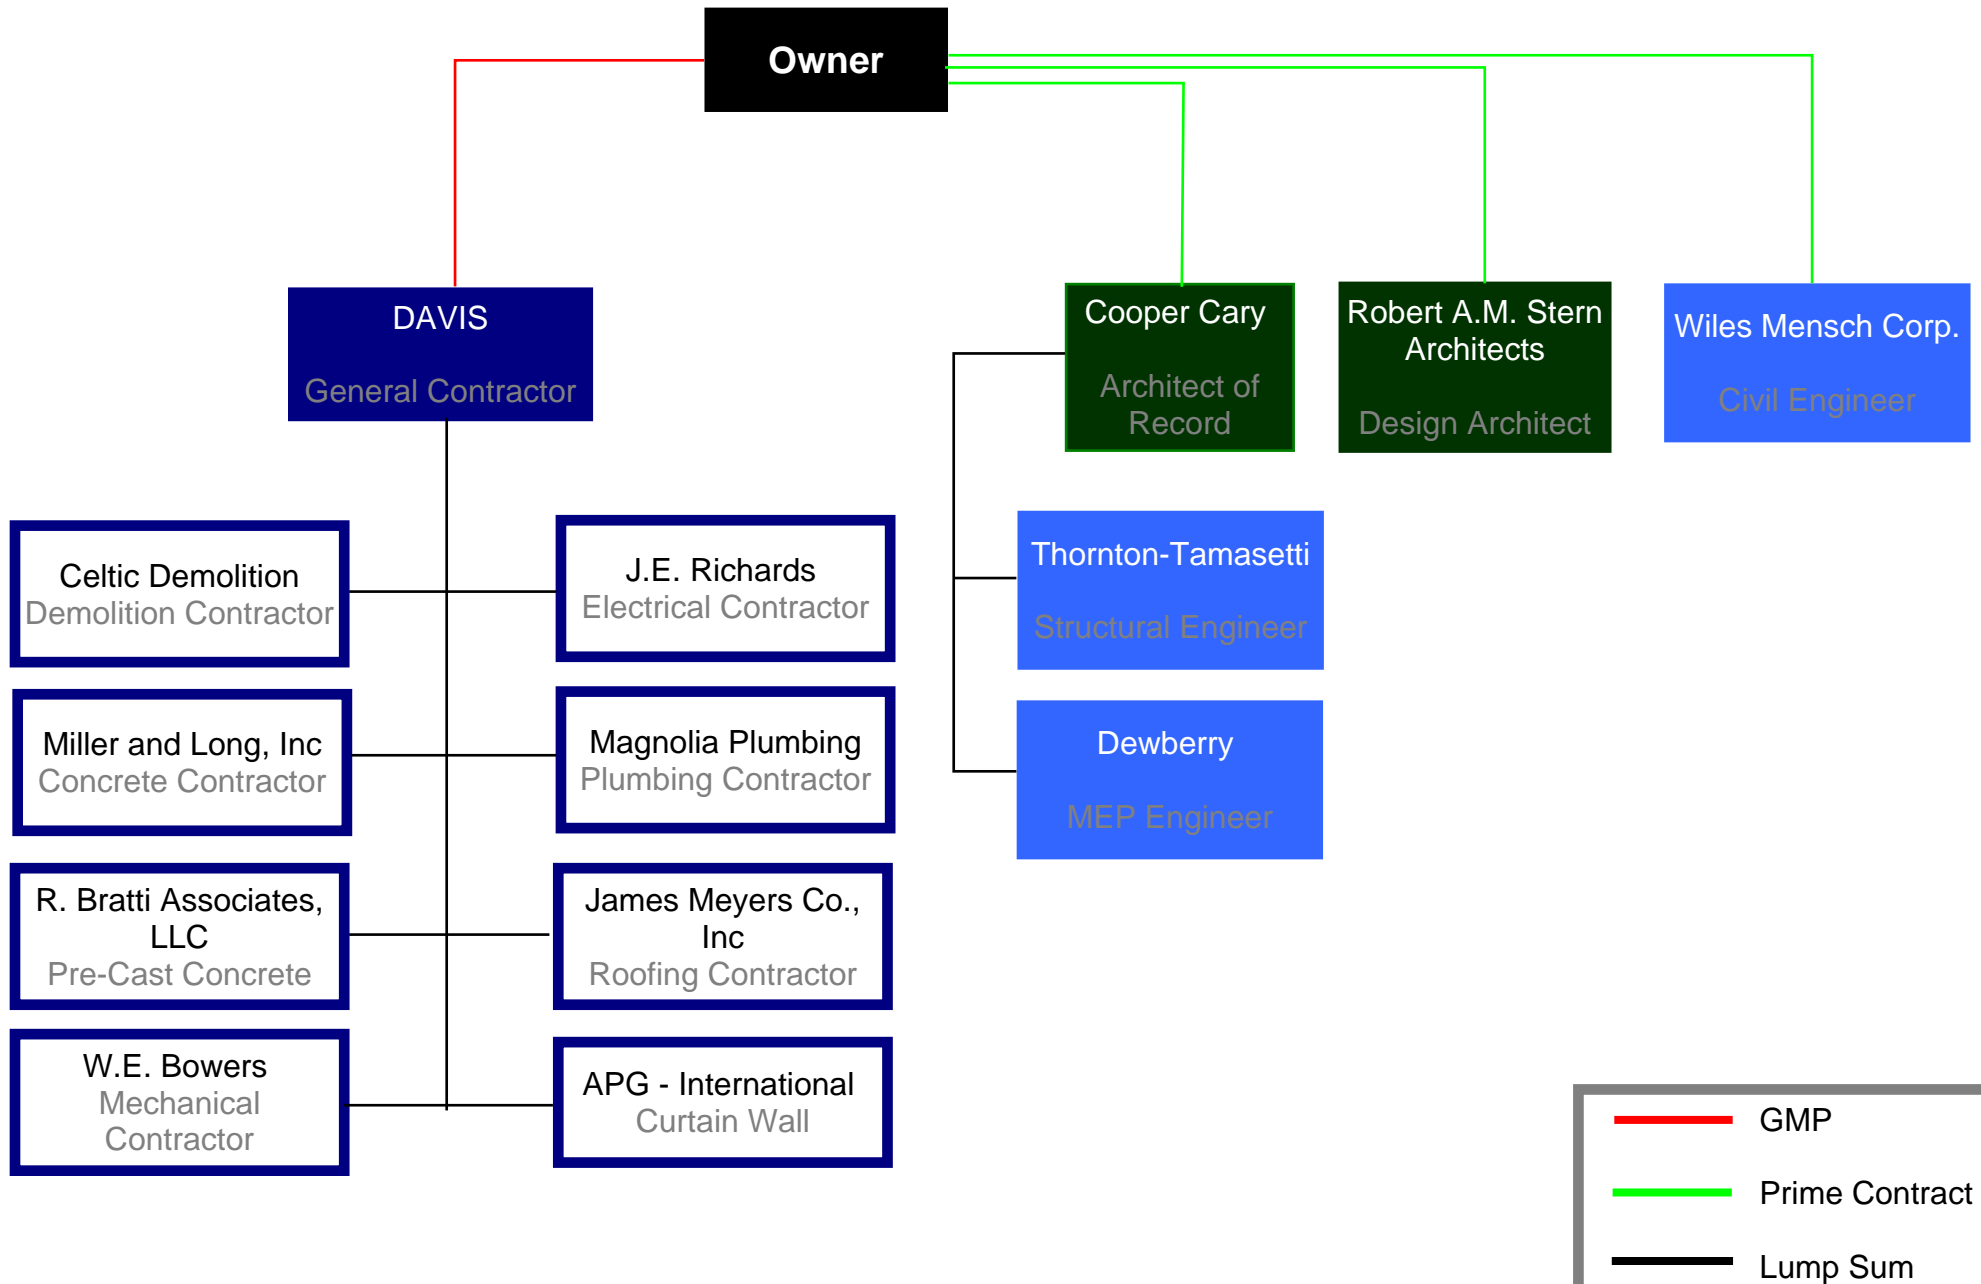 Owner
DAVIS
General Contractor
Cooper Cary
Architect of
Record
Robert A.M. Stern
Architects
Design Architect
Wiles Mensch Corp.
Civil Engineer
Celtic Demolition
Demolition Contractor
J.E. Richards
Electrical Contractor
Thornton-Tamasetti
Structural Engineer
Miller and Long, Inc
Concrete Contractor
Magnolia Plumbing
Plumbing Contractor
Dewberry
MEP Engineer
R. Bratti Associates,
LLC
Pre-Cast Concrete
James Meyers Co.,
Inc
Roofing Contractor
W.E. Bowers
Mechanical
Contractor
APG - International
Curtain Wall
GMP
Prime Contract
Lump Sum